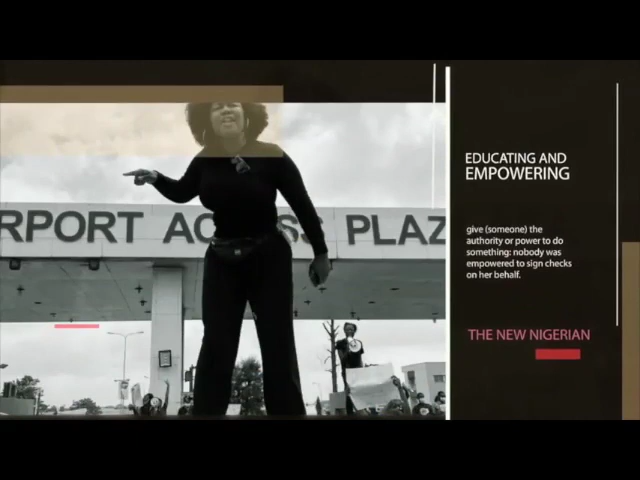 RPORT ACCESS PLAZ
EDUCATING AND
EMPOWERING
give (someone) the
authority or power to do
something: nobody was
empowered to sign checks
on her behalf.
THE NEW NIGERIAN